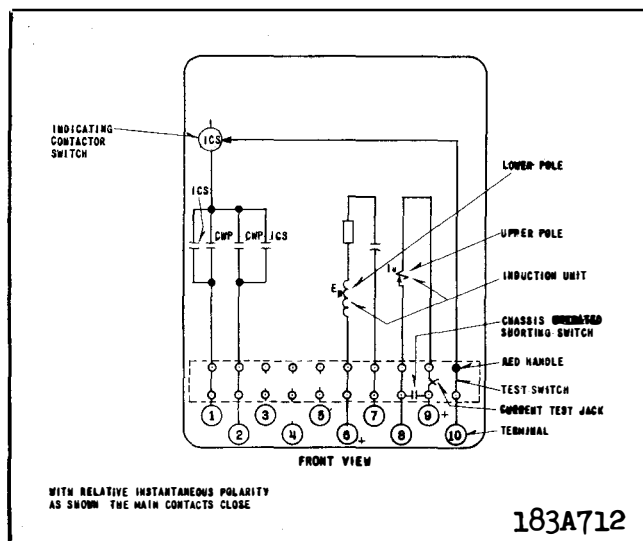 INDICATING
CONTACTOR
SWITCH
ICS
ICS
CWP
CWP
ICS
LOWER POLE
UPPER POLE
INDUCTION UNIT
CHASSIS OPERATED
SHORTING SWITCH
RED HANDLE
TEST SWITCH
CURRENT TEST JACK
TERMINAL
1
2
3
4
5
6
+
7
8
9
+
10
FRONT VIEW
WITH RELATIVE INSTANTANEOUS POLARITY
AS SHOWN THE MAIN CONTACTS CLOSE
183A712